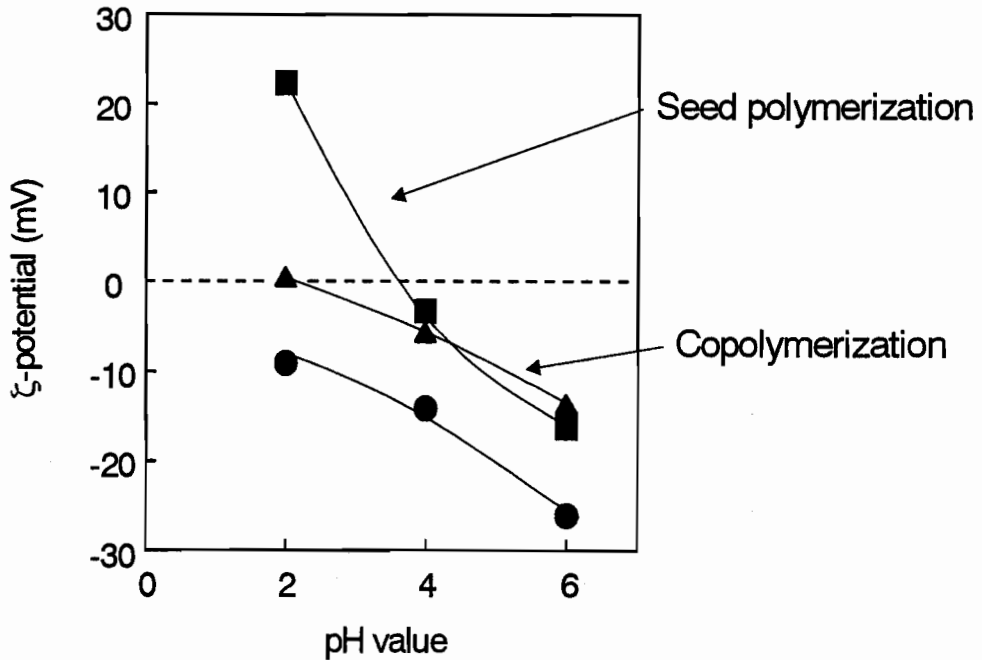 30
20
10
0
-10
-20
-30
ζ-potential (mV)
0 2 4 6
pH value
Seed polymerization
Copolymerization